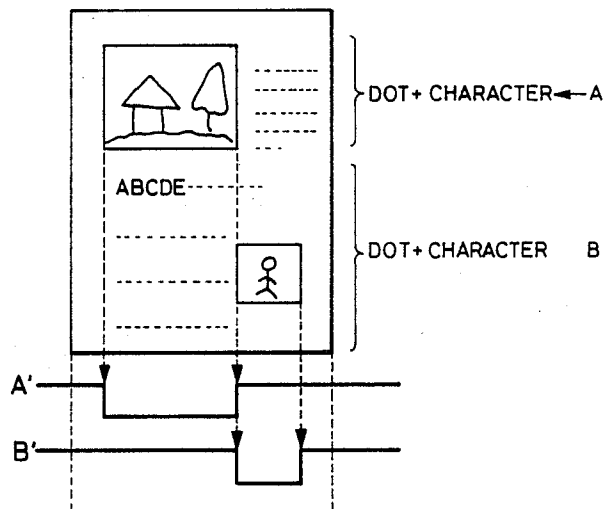 DOT+ CHARACTER A
ABCDE
DOT+ CHARACTER B
A'
B'